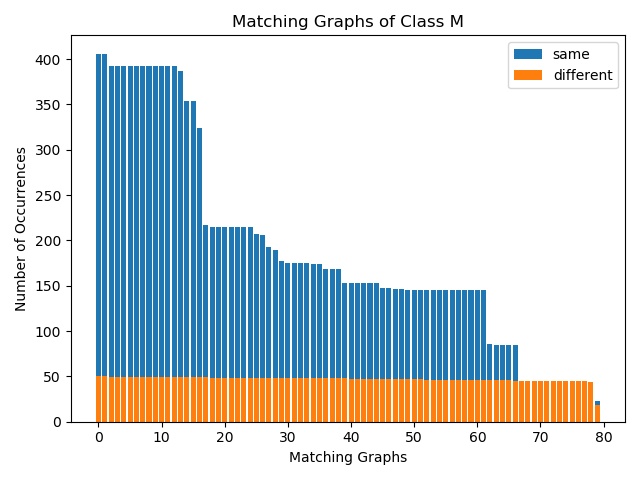 Matching Graphs of Class M
same
different
Number of Occurrences
400
350
300
250
200
150
100
50
0
0 10 20 30 40 50 60 70 80
Matching Graphs